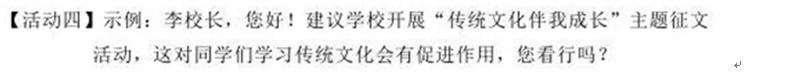 【活动四】示例：李校长，您好！建议学校开展“传统文化伴我成长”主题征文
活动，这对同学们学习传统文化会有促进作用，您看行吗？